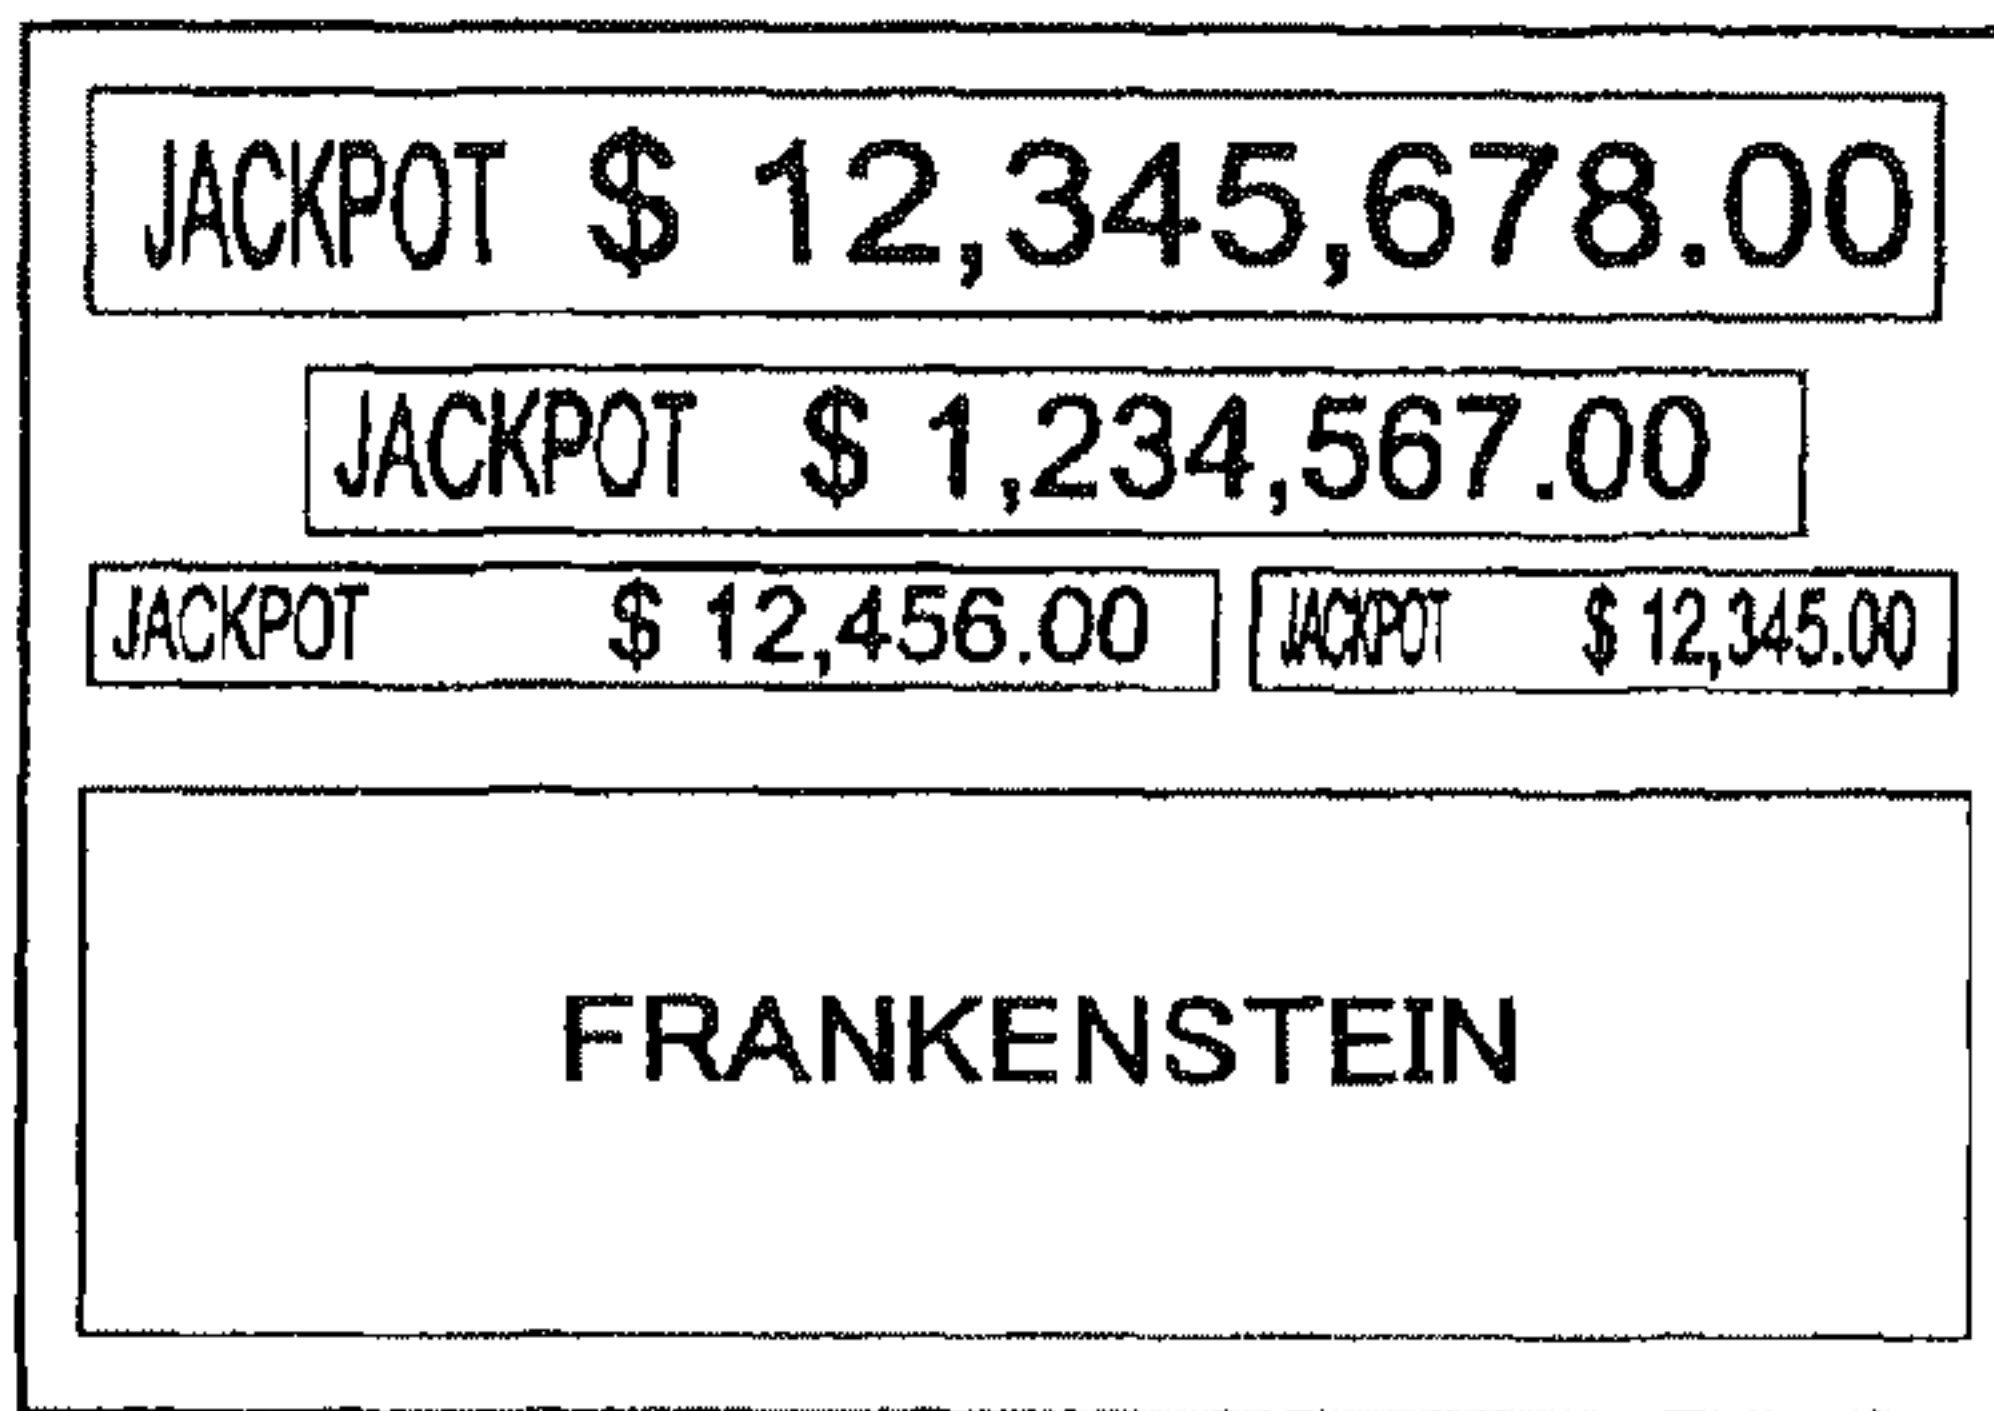 JACKPOT $ 12,345,678.00
JACKPOT $ 1,234,567.00
JACKPOT $ 12,456.00 JACKPOT $ 12,345.00
FRANKENSTEIN